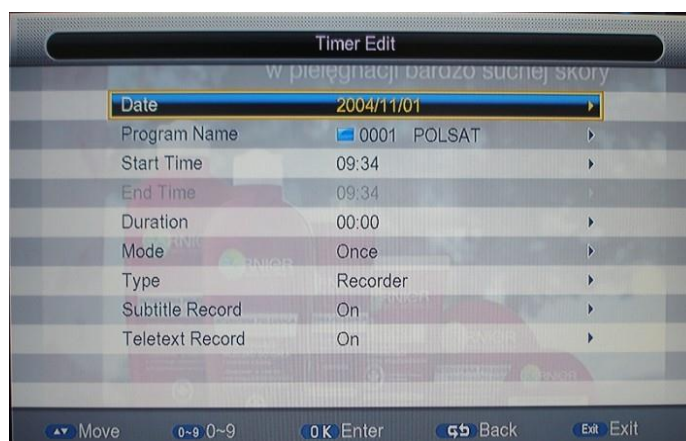 Timer Edit
w pielęgnacji bardzo suchej skóry
Date 2004/11/01
Program Name 0001 POLSAT
Start Time 09:34
End Time 09:34
Duration 00:00
Mode Once
Type Recorder
Subtitle Record On
Teletext Record On
GARNIER
Move 0~9 0~9 OK Enter Back Exit Exit